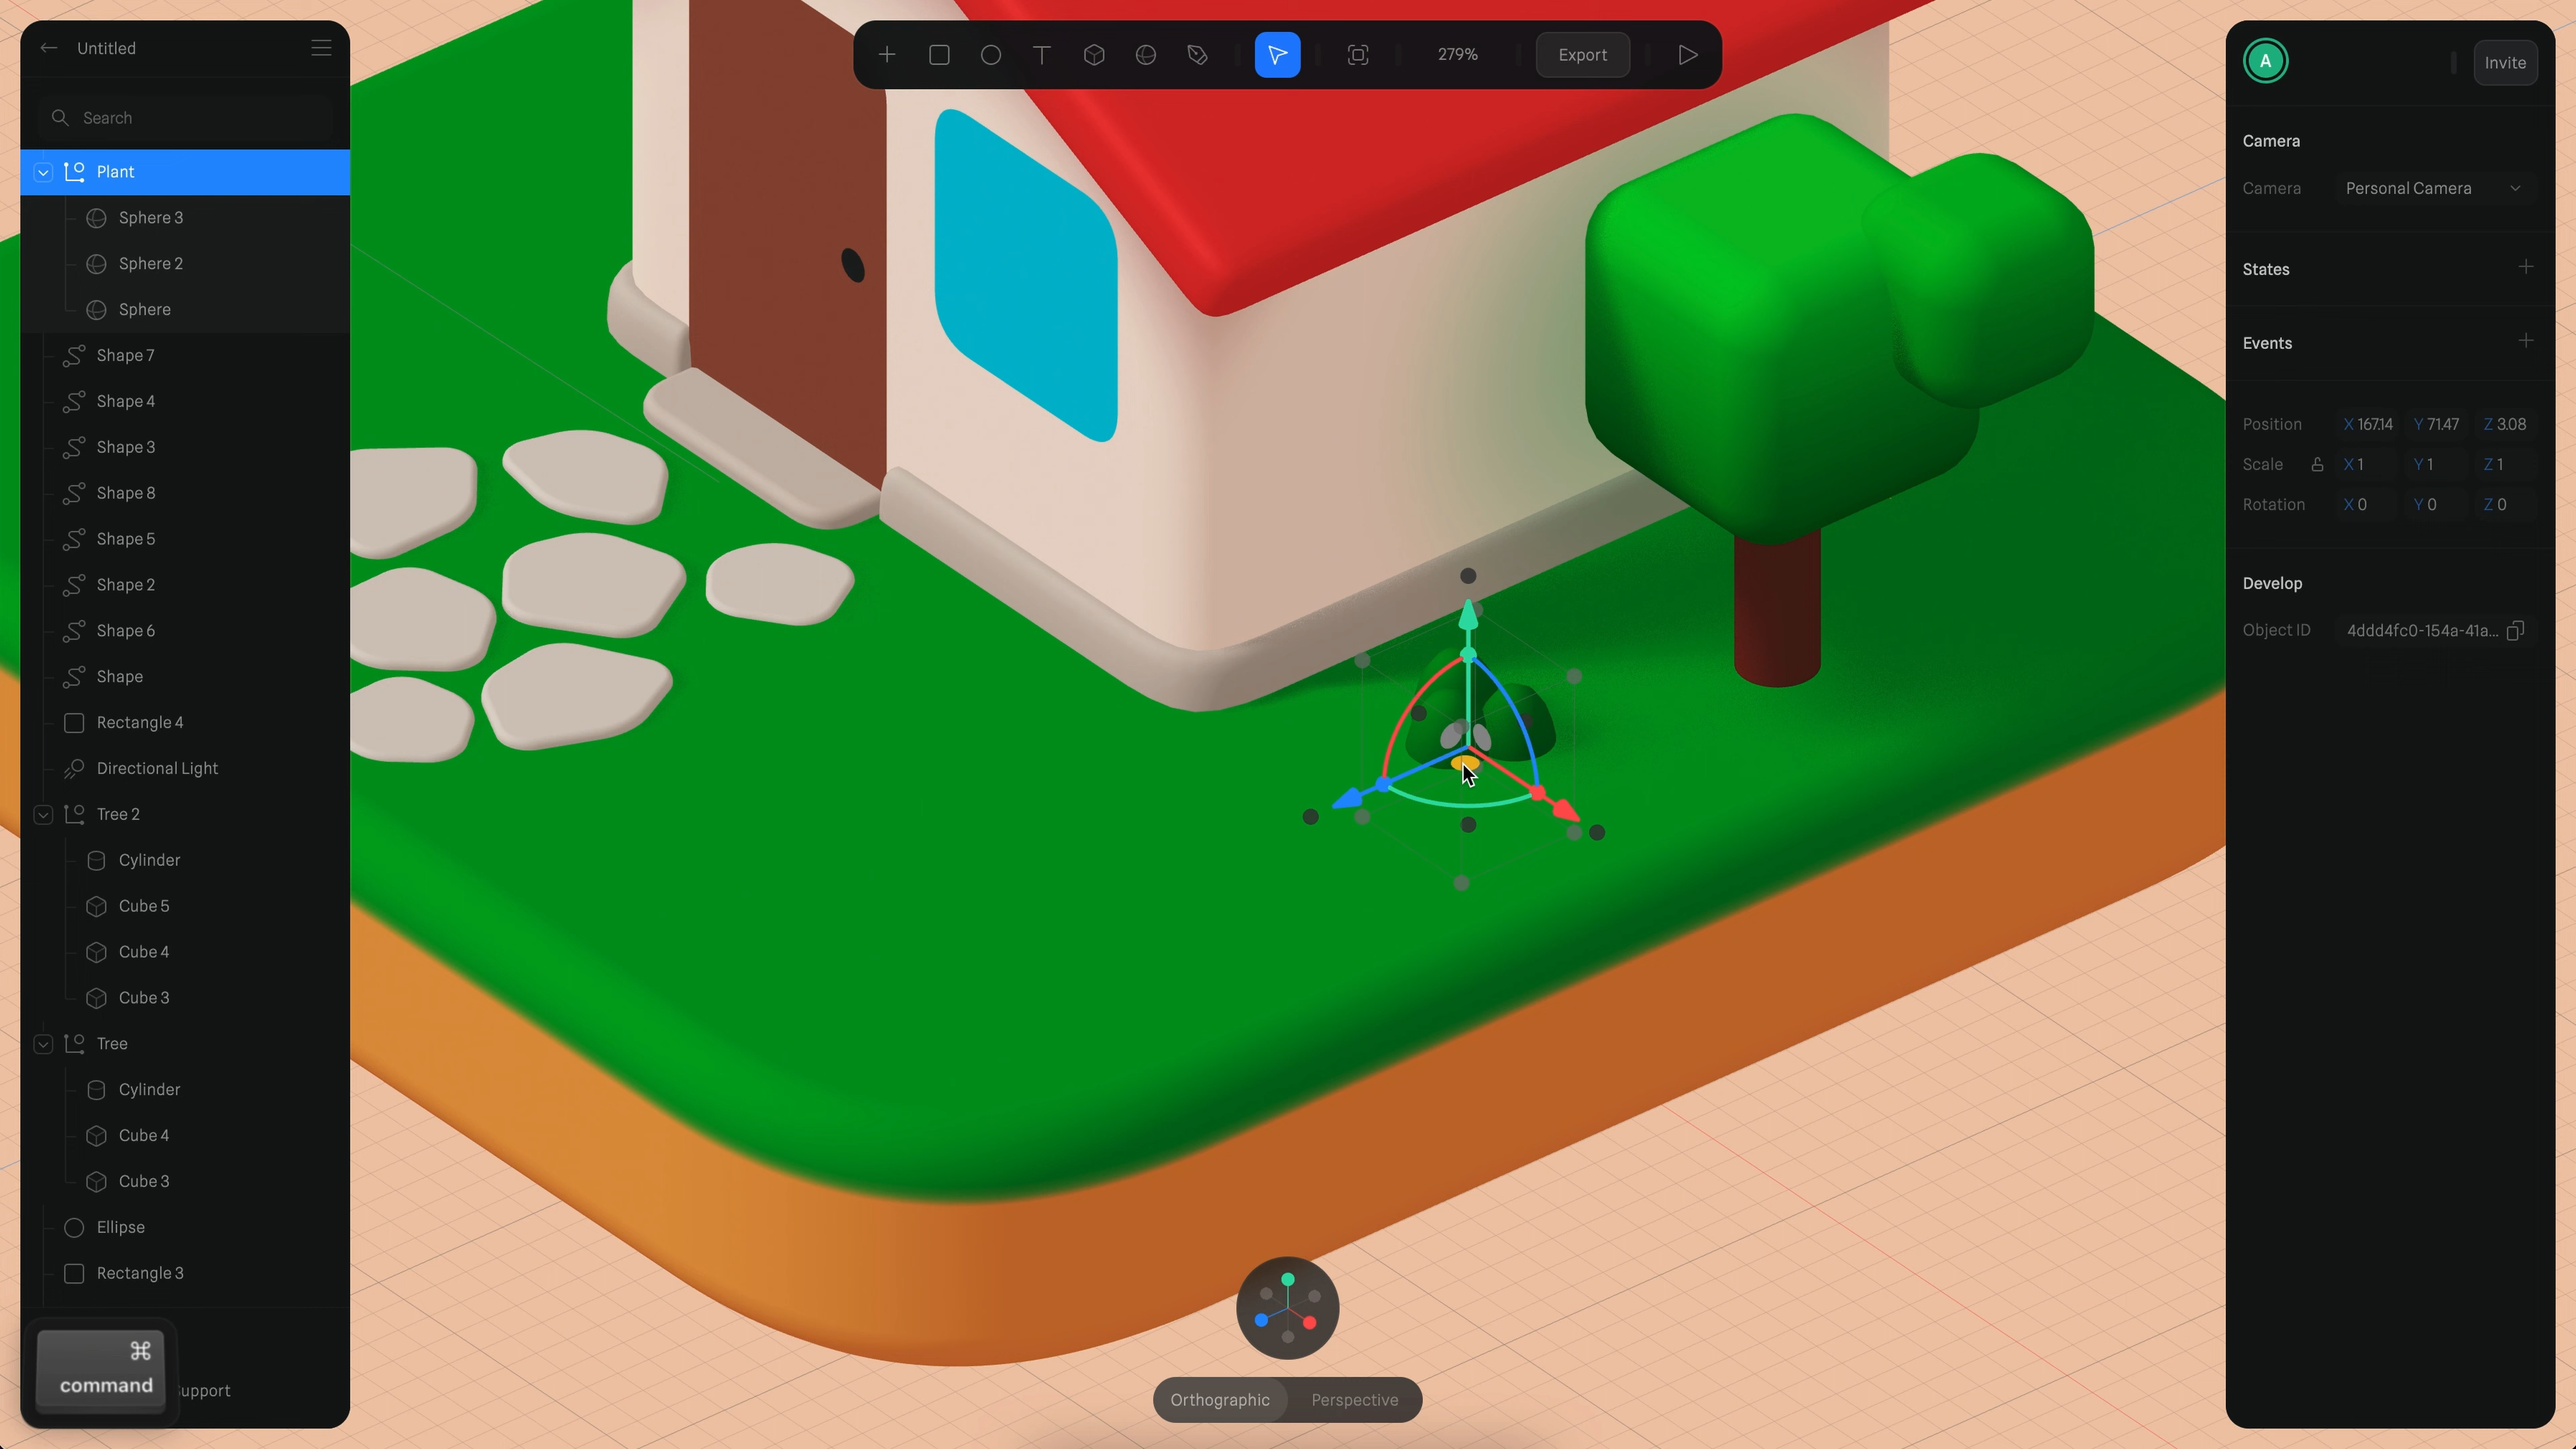 Untitled
Search
Plant
Sphere 3
Sphere 2
Sphere
Shape 7
Shape 4
Shape 3
Shape 8
Shape 5
Shape 2
Shape 6
Shape
Rectangle 4
Directional Light
Tree 2
Cylinder
Cube 5
Cube 4
Cube 3
Tree
Cylinder
Cube 4
Cube 3
Ellipse
Rectangle 3
⌘
command
upport
T
279%
Export
Orthographic
Perspective
A
Invite
Camera
Camera Personal Camera
States
Events
Position X 167.14 Y 71.47 Z 3.08
Scale X 1 Y 1 Z 1
Rotation X 0 Y 0 Z 0
Develop
Object ID 4ddd4fc0-154a-41a...